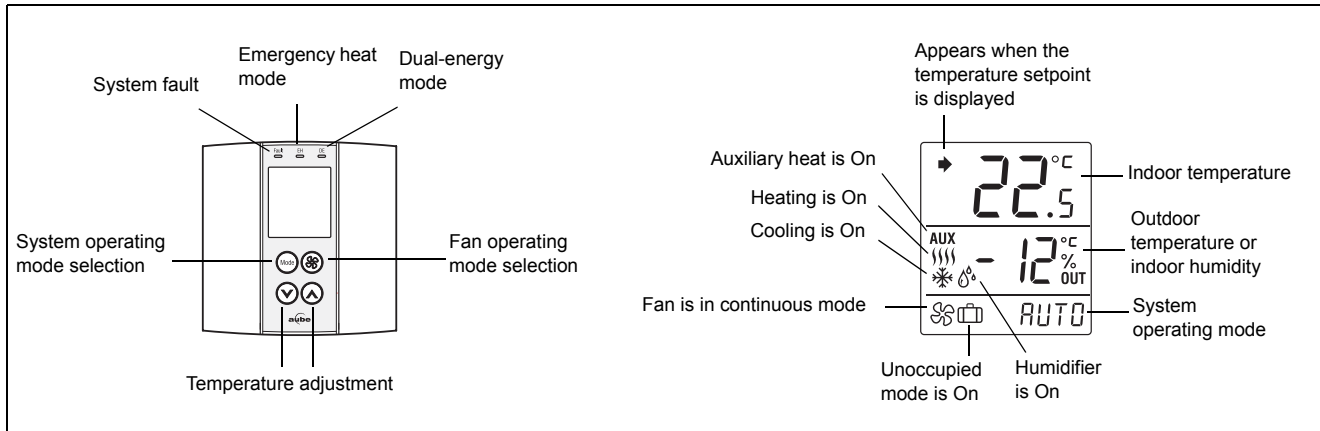 Emergency heat
mode
Dual-energy
mode
System fault
Fault EH DE
System operating
mode selection
Mode
Fan operating
mode selection
aube
Temperature adjustment
Appears when the
temperature setpoint
is displayed
Auxiliary heat is On
Heating is On
Cooling is On
22.5 °C
Indoor temperature
AUX
-12 °C
%
OUT
Outdoor
temperature or
indoor humidity
Fan is in continuous mode
AUTO
System
operating mode
Unoccupied
mode is On
Humidifier
is On